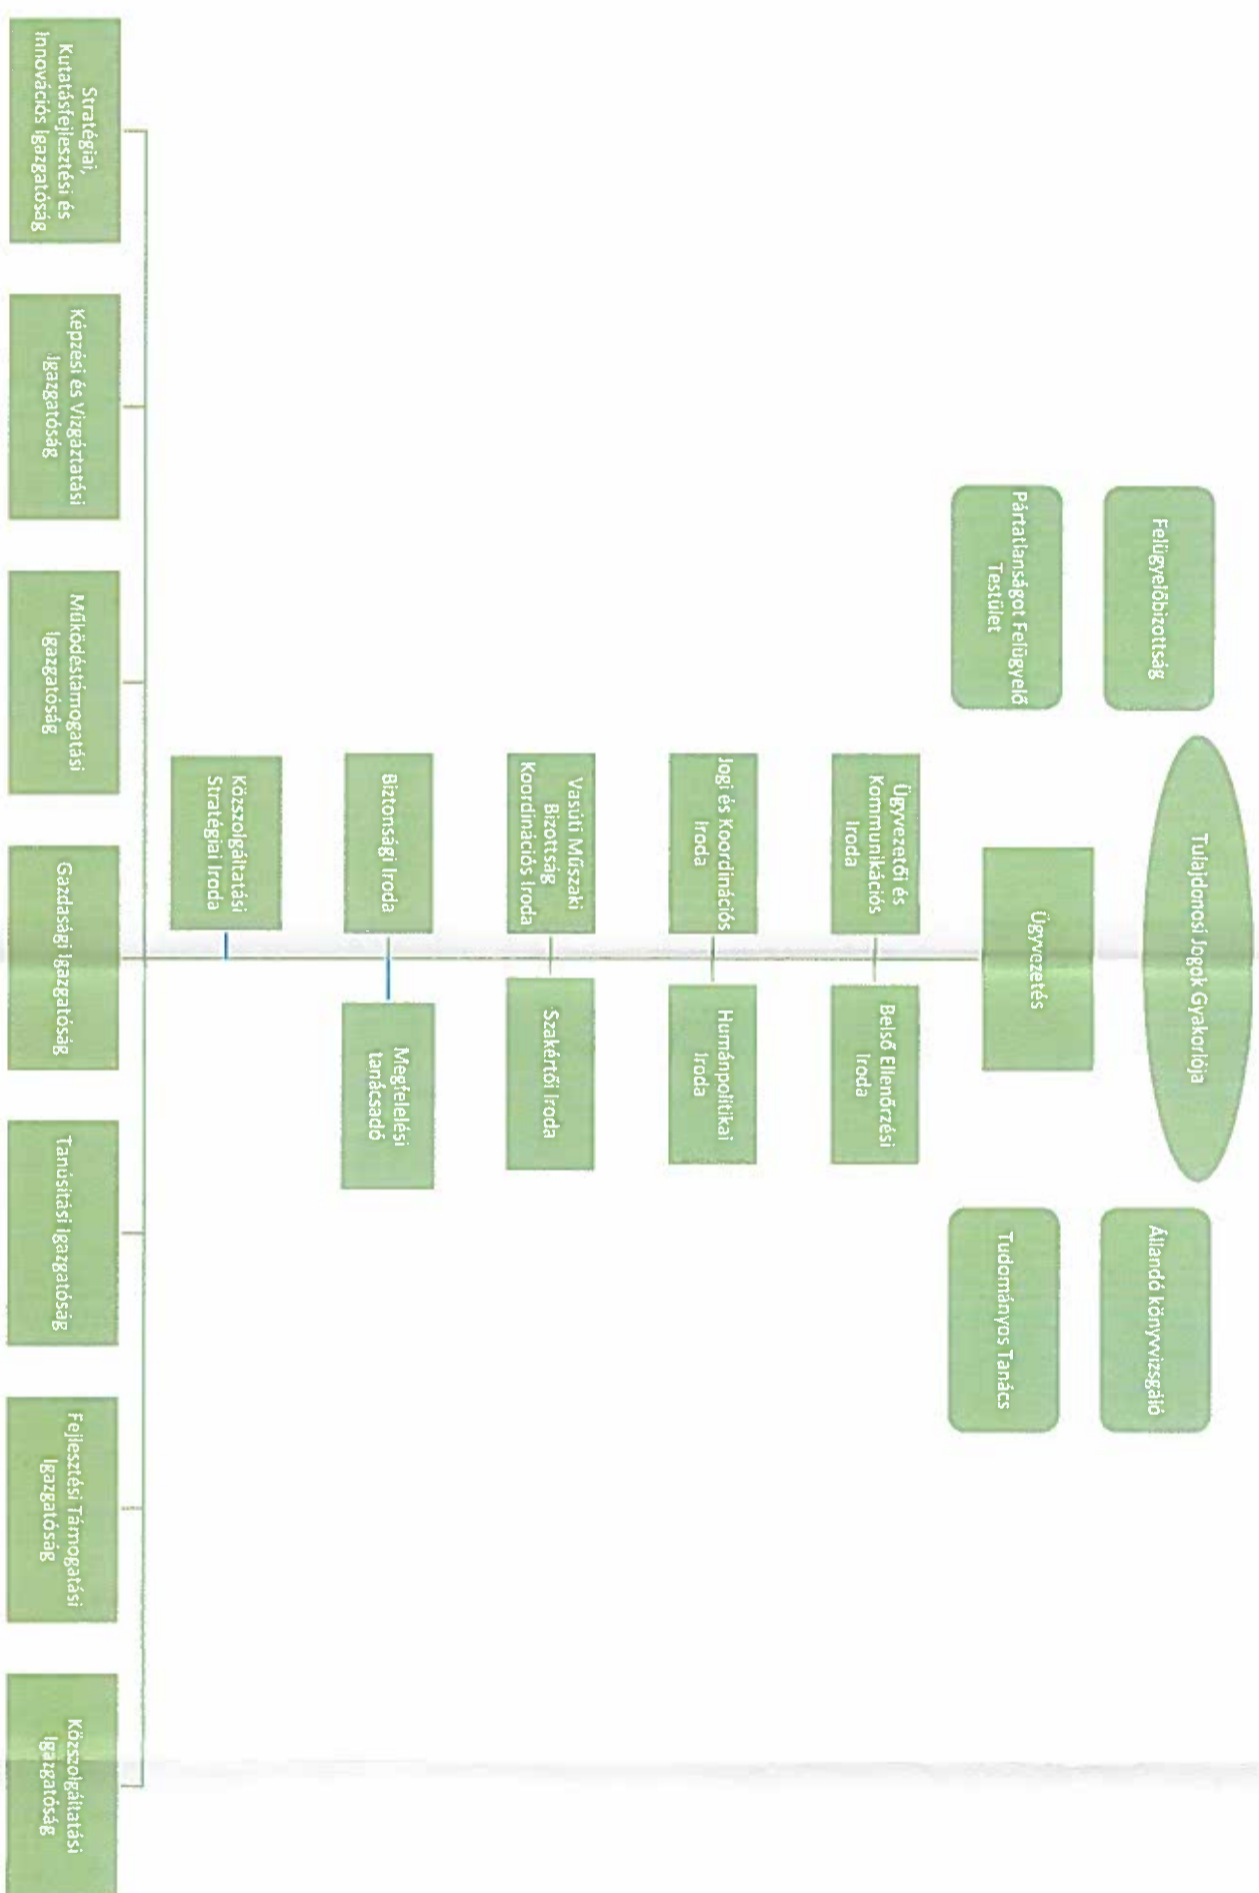 Tulajdonosi Jogok Gyakorlója
Felügyelőbizottság
Állandó könyvvizsgáló
Pártatlanságot Felügyelő
Testület
Ügyvezetés
Tudományos Tanács
Ügyvezetői és
Kommunikációs
Iroda
Belső Ellenőrzési
Iroda
Jogi és Koordinációs
Iroda
Humánpolitikai
Iroda
Vasúti Műszaki
Bizottság
Koordinációs Iroda
Szakértői Iroda
Biztonsági Iroda
Megfelelési
tanácsadó
Közszolgáltatási
Stratégiai Iroda
Stratégiai,
Kutatásfejlesztési és
Innovációs Igazgatóság
Képzési és Vizgáztatási
Igazgatóság
Működéstámogatási
Igazgatóság
Gazdasági Igazgatóság
Tanúsítási Igazgatóság
Fejlesztési Támogatási
Igazgatóság
Közszolgáltatási
Igazgatóság